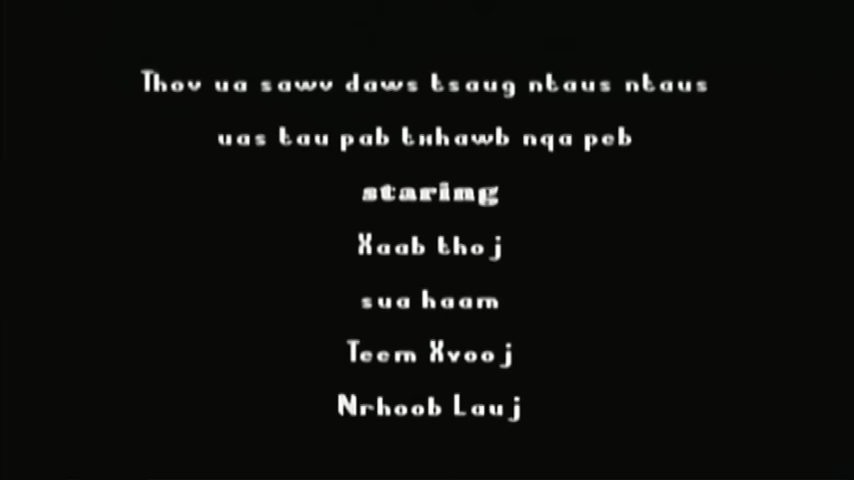 Thov ua sawv daws tsaug ntaus ntaus
uas tau pab txhawb nqa peb
staring
Xaab thoj
sua haam
Teem Xvooj
Nrhoob Lauj